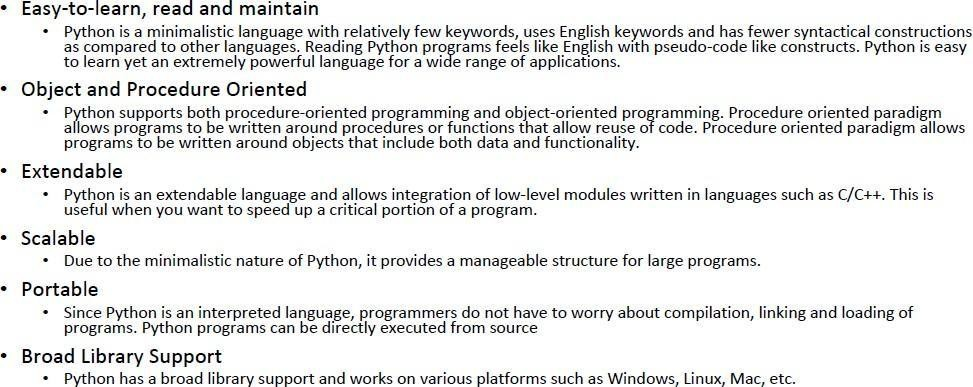 • Easy-to-learn, read and maintain
• Python is a minimalistic language with relatively few keywords, uses English keywords and has fewer syntactical constructions
as compared to other languages. Reading Python programs feels like English with pseudo-code like constructs. Python is easy
to learn yet an extremely powerful language for a wide range of applications.
• Object and Procedure Oriented
• Python supports both procedure-oriented programming and object-oriented programming. Procedure oriented paradigm
allows programs to be written around procedures or functions that allow reuse of code. Procedure oriented paradigm allows
programs to be written around objects that include both data and functionality.
• Extendable
• Python is an extendable language and allows integration of low-level modules written in languages such as C/C++. This is
useful when you want to speed up a critical portion of a program.
• Scalable
• Due to the minimalistic nature of Python, it provides a manageable structure for large programs.
• Portable
• Since Python is an interpreted language, programmers do not have to worry about compilation, linking and loading of
programs. Python programs can be directly executed from source
• Broad Library Support
• Python has a broad library support and works on various platforms such as Windows, Linux, Mac, etc.